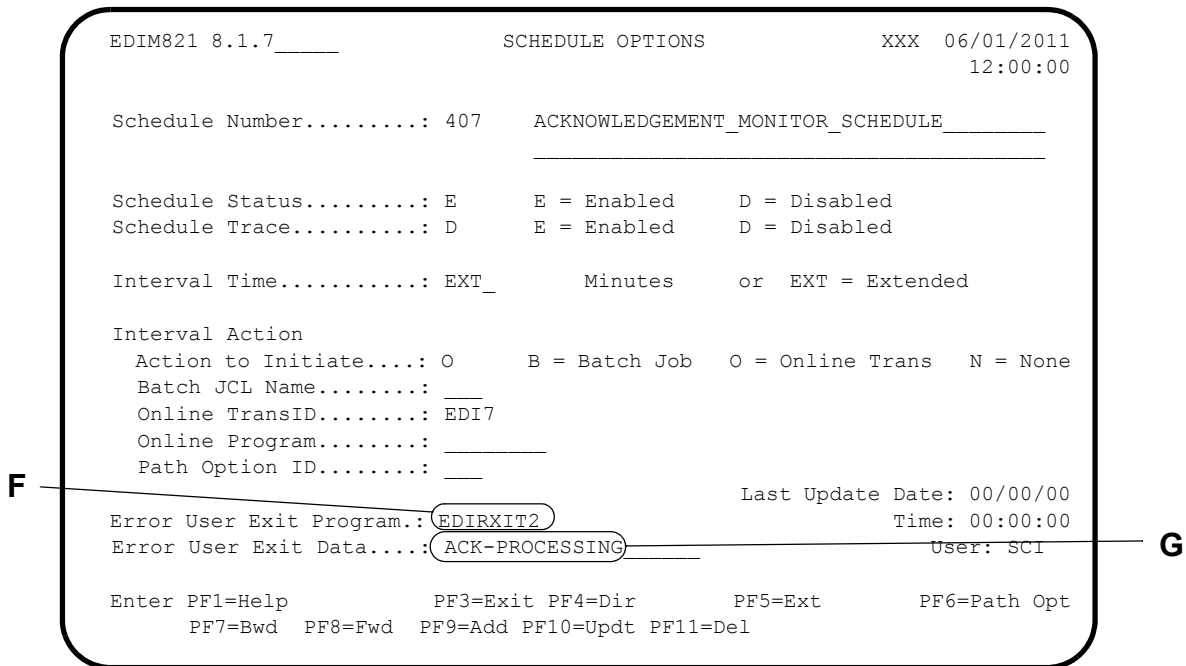 EDIM821 8.1.7_____ SCHEDULE OPTIONS XXX 06/01/2011
12:00:00
Schedule Number.........: 407 ACKNOWLEDGEMENT_MONITOR_SCHEDULE________
________________________________________
Schedule Status.........: E E = Enabled D = Disabled
Schedule Trace..........: D E = Enabled D = Disabled
Interval Time...........: EXT_ Minutes or EXT = Extended
Interval Action
Action to Initiate....: O B = Batch Job O = Online Trans N = None
Batch JCL Name........: ___
Online TransID........: EDI7
Online Program........: ________
Path Option ID........: ___
F
Last Update Date: 00/00/00
Error User Exit Program.: EDIRXIT2 Time: 00:00:00
Error User Exit Data....: ACK-PROCESSING______ User: SCI
G
Enter PF1=Help PF3=Exit PF4=Dir PF5=Ext PF6=Path Opt
PF7=Bwd PF8=Fwd PF9=Add PF10=Updt PF11=Del